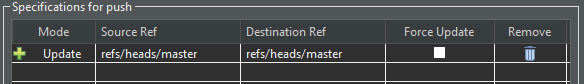 Specifications for push
Mode Source Ref Destination Ref Force Update Remove
Update refs/heads/master refs/heads/master